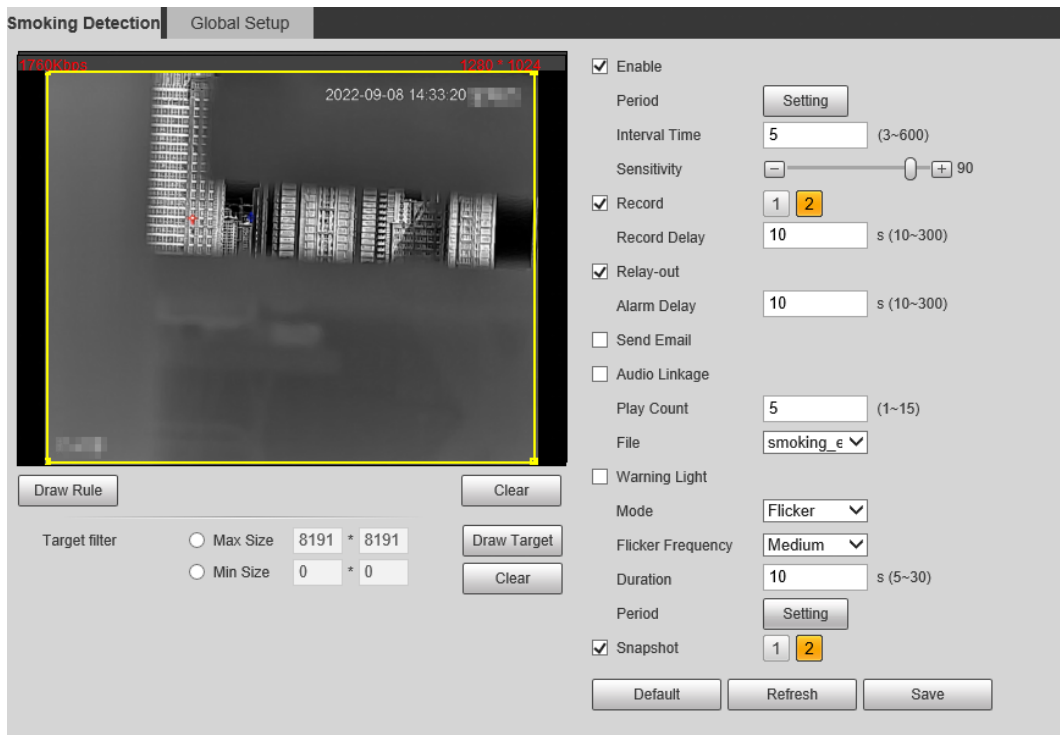 Smoking Detection Global Setup
1760Kbps 1280 * 1024
2022-09-08 14:33:20
Draw Rule Clear
Target filter Max Size 8191 * 8191 Draw Target
Min Size 0 * 0 Clear
Enable
Period Setting
Interval Time 5 (3~600)
Sensitivity - + 90
Record 1 2
Record Delay 10 s (10~300)
Relay-out
Alarm Delay 10 s (10~300)
Send Email
Audio Linkage
Play Count 5 (1~15)
File smoking_e
Warning Light
Mode Flicker
Flicker Frequency Medium
Duration 10 s (5~30)
Period Setting
Snapshot 1 2
Default Refresh Save